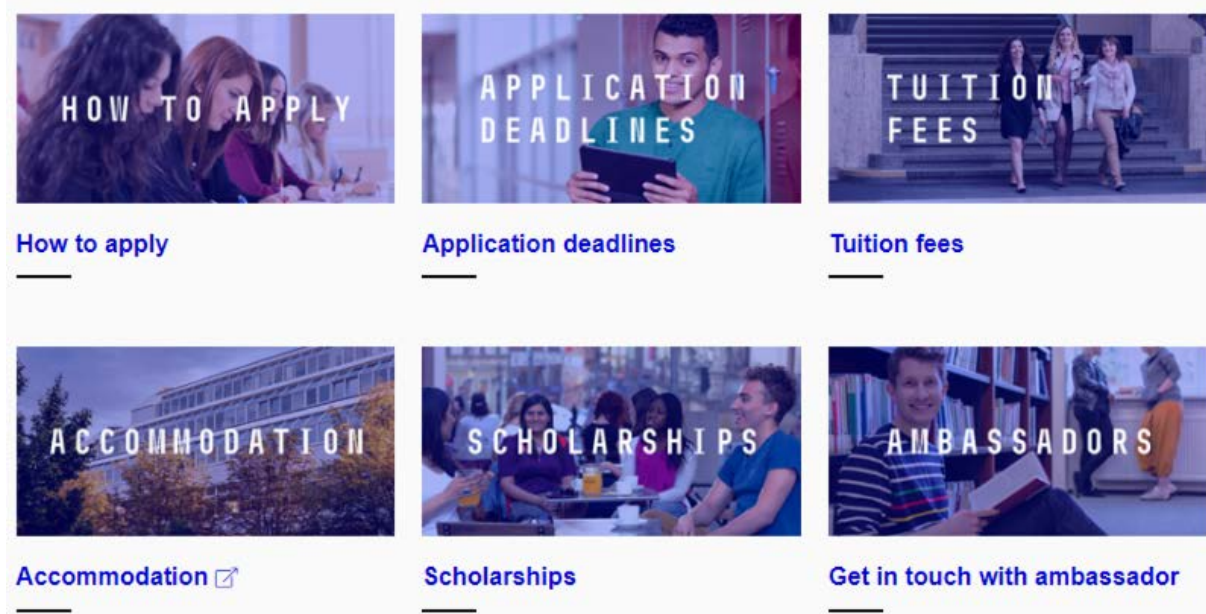 HOW TO APPLY
APPLICATION
DEADLINES
TUITION
FEES
How to apply
Application deadlines
Tuition fees
ACCOMMODATION
SCHOLARSHIPS
AMBASSADORS
Accommodation
Scholarships
Get in touch with ambassador